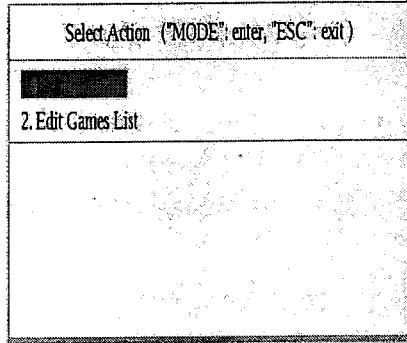 Select Action ("MODE": enter, "ESC": exit)
2. Edit Games List